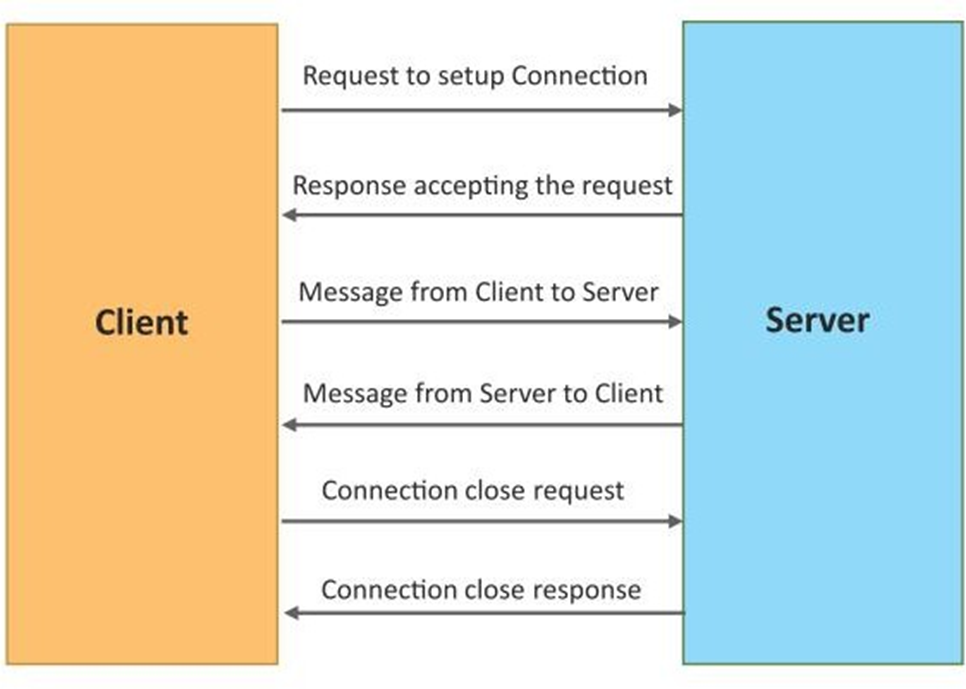 Request to setup Connection
Response accepting the request
Message from Client to Server
Client
Server
Message from Server to Client
Connection close request
Connection close response